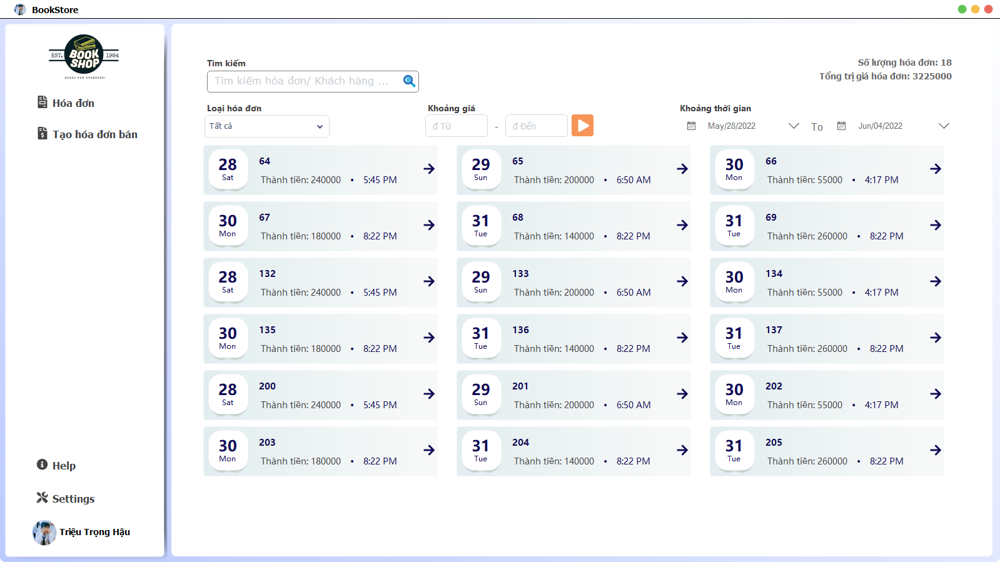 BookStore
EST. BOOK SHOP 1984
Hóa đơn
Tạo hóa đơn bán
Help
Settings
Triệu Trọng Hậu
Tìm kiếm
Tìm kiếm hóa đơn/ Khách hàng ...
Số lượng hóa đơn: 18
Tổng trị giá hóa đơn: 3225000
Loại hóa đơn
Tất cả
Khoảng giá
đ Từ - đ Đến
Khoảng thời gian
May/28/2022 To Jun/04/2022
28 Sat
64
Thành tiền: 240000 • 5:45 PM
29 Sun
65
Thành tiền: 200000 • 6:50 AM
30 Mon
66
Thành tiền: 55000 • 4:17 PM
30 Mon
67
Thành tiền: 180000 • 8:22 PM
31 Tue
68
Thành tiền: 140000 • 8:22 PM
31 Tue
69
Thành tiền: 260000 • 8:22 PM
28 Sat
132
Thành tiền: 240000 • 5:45 PM
29 Sun
133
Thành tiền: 200000 • 6:50 AM
30 Mon
134
Thành tiền: 55000 • 4:17 PM
30 Mon
135
Thành tiền: 180000 • 8:22 PM
31 Tue
136
Thành tiền: 140000 • 8:22 PM
31 Tue
137
Thành tiền: 260000 • 8:22 PM
28 Sat
200
Thành tiền: 240000 • 5:45 PM
29 Sun
201
Thành tiền: 200000 • 6:50 AM
30 Mon
202
Thành tiền: 55000 • 4:17 PM
30 Mon
203
Thành tiền: 180000 • 8:22 PM
31 Tue
204
Thành tiền: 140000 • 8:22 PM
31 Tue
205
Thành tiền: 260000 • 8:22 PM